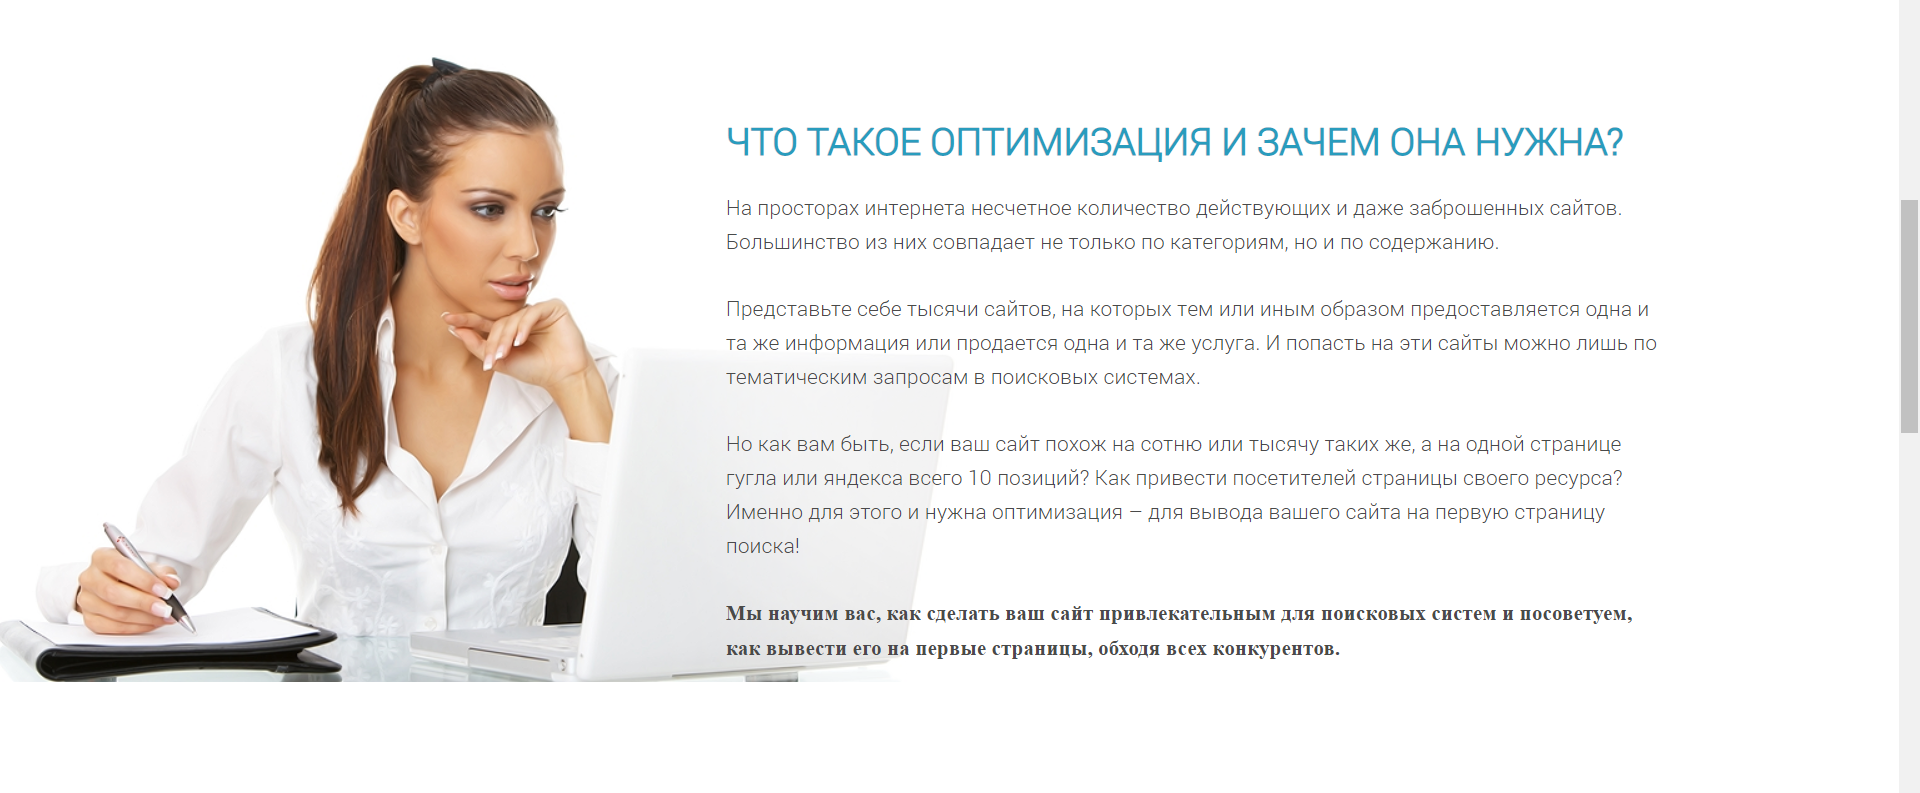 ЧТО ТАКОЕ ОПТИМИЗАЦИЯ И ЗАЧЕМ ОНА НУЖНА?
На просторах интернета несчетное количество действующих и даже заброшенных сайтов.
Большинство из них совпадает не только по категориям, но и по содержанию.
Представьте себе тысячи сайтов, на которых тем или иным образом предоставляется одна и
та же информация или продается одна и та же услуга. И попасть на эти сайты можно лишь по
тематическим запросам в поисковых системах.
Но как вам быть, если ваш сайт похож на сотню или тысячу таких же, а на одной странице
гугла или яндекса всего 10 позиций? Как привести посетителей страницы своего ресурса?
Именно для этого и нужна оптимизация – для вывода вашего сайта на первую страницу
поиска!
Мы научим вас, как сделать ваш сайт привлекательным для поисковых систем и посоветуем,
как вывести его на первые страницы, обходя всех конкурентов.